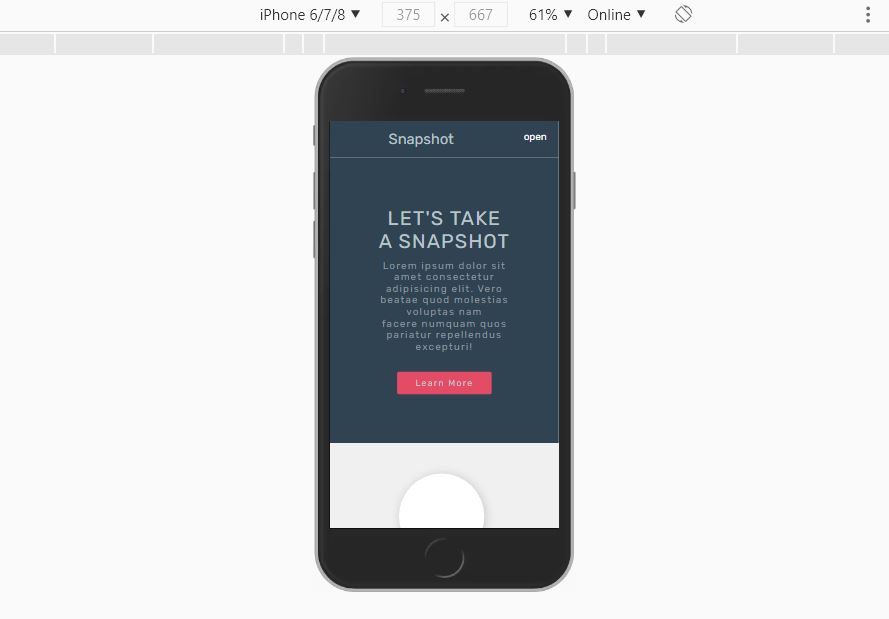 iPhone 6/7/8 ▼ 375 × 667 61% ▼ Online ▼
Snapshot open
LET'S TAKE
A SNAPSHOT
Lorem ipsum dolor sit
amet consectetur
adipisicing elit. Vero
beatae quod molestias
voluptas nam
facere numquam quos
pariatur repellendus
excepturi!
Learn More